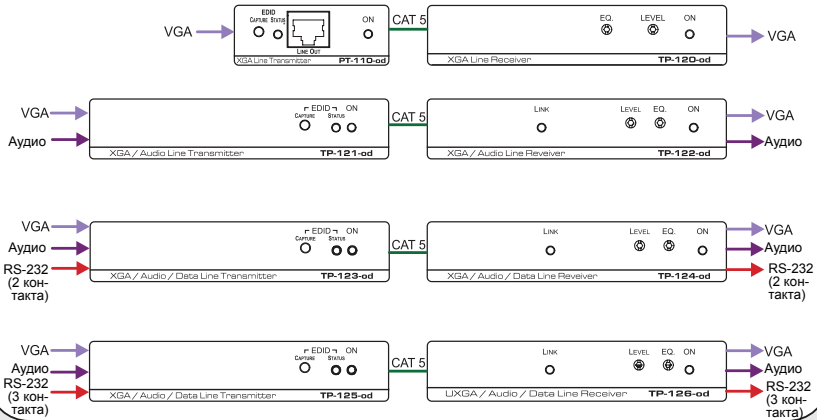 EDID
CAPTURE STATUS
ON
LINE OUT
VGA
XGA Line Transmitter PT-110-od
CAT 5
EQ. LEVEL ON
XGA Line Receiver TP-120-od
VGA
VGA
Аудио
EDID ON
CAPTURE STATUS
XGA / Audio Line Transmitter TP-121-od
CAT 5
LINK LEVEL EQ. ON
XGA / Audio Line Reveiver TP-122-od
VGA
Аудио
VGA
Аудио
RS-232
(2 кон-
такта)
EDID ON
CAPTURE STATUS
XGA / Audio / Data Line Transmitter TP-123-od
CAT 5
LINK LEVEL EQ. ON
XGA / Audio / Data Line Reveiver TP-124-od
VGA
Аудио
RS-232
(2 кон-
такта)
VGA
Аудио
RS-232
(3 кон-
такта)
EDID ON
CAPTURE STATUS
XGA / Audio / Data Line Transmitter TP-125-od
CAT 5
LINK LEVEL EQ. ON
UXGA / Audio / Data Line Receiver TP-126-od
VGA
Аудио
RS-232
(3 кон-
такта)